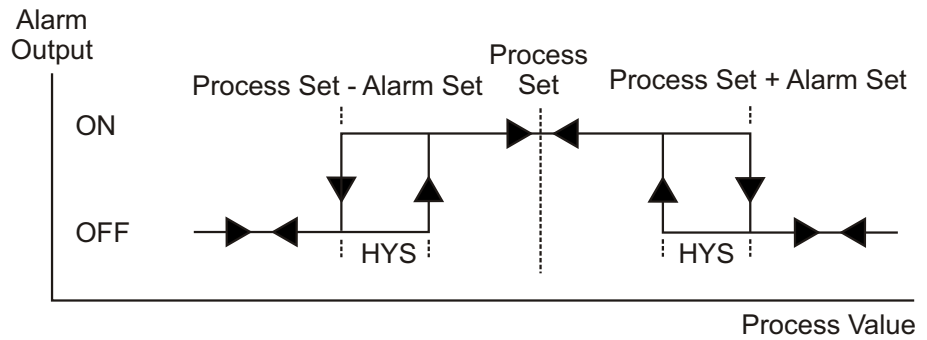 Alarm
Output
Process
Set
Process Set - Alarm Set
Process Set + Alarm Set
ON
OFF
HYS
HYS
Process Value